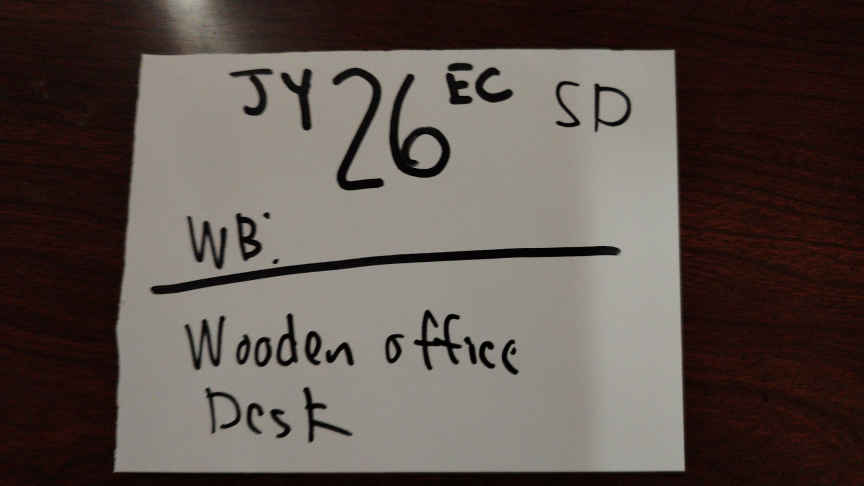 JY 26 EC SD
WB:
Wooden office
Desk